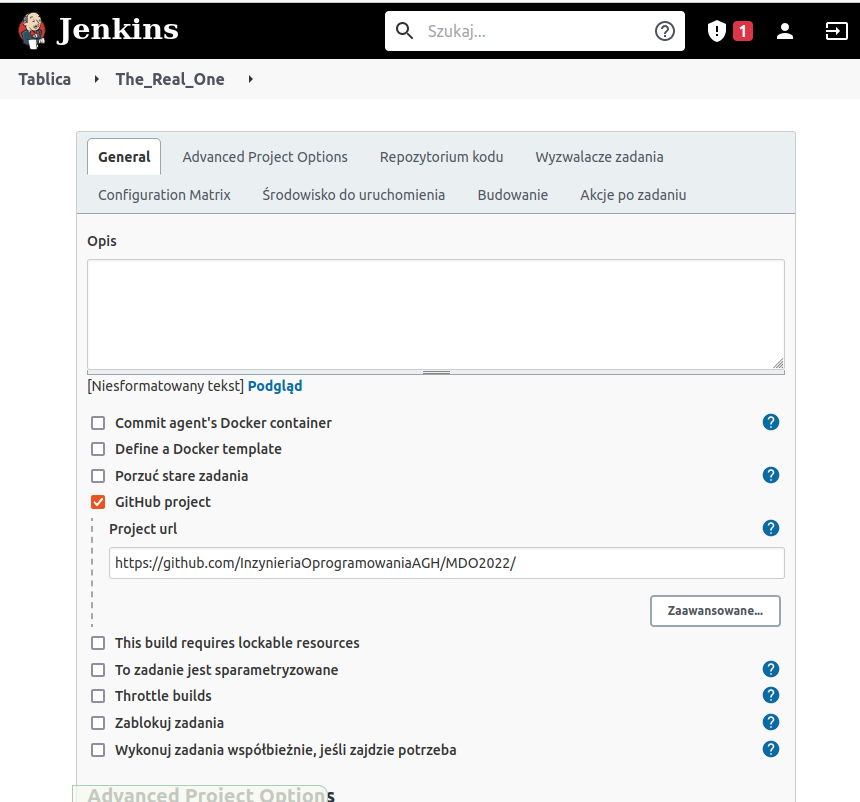 Jenkins
Szukaj...
1
Tablica The_Real_One
General Advanced Project Options Repozytorium kodu Wyzwalacze zadania
Configuration Matrix Środowisko do uruchomienia Budowanie Akcje po zadaniu
Opis
[Niesformatowany tekst] Podgląd
Commit agent's Docker container
Define a Docker template
Porzuć stare zadania
GitHub project
Project url
https://github.com/InzynieriaOprogramowaniaAGH/MDO2022/
Zaawansowane...
This build requires lockable resources
To zadanie jest sparametryzowane
Throttle builds
Zablokuj zadania
Wykonuj zadania współbieżnie, jeśli zajdzie potrzeba
Advanced Project Options